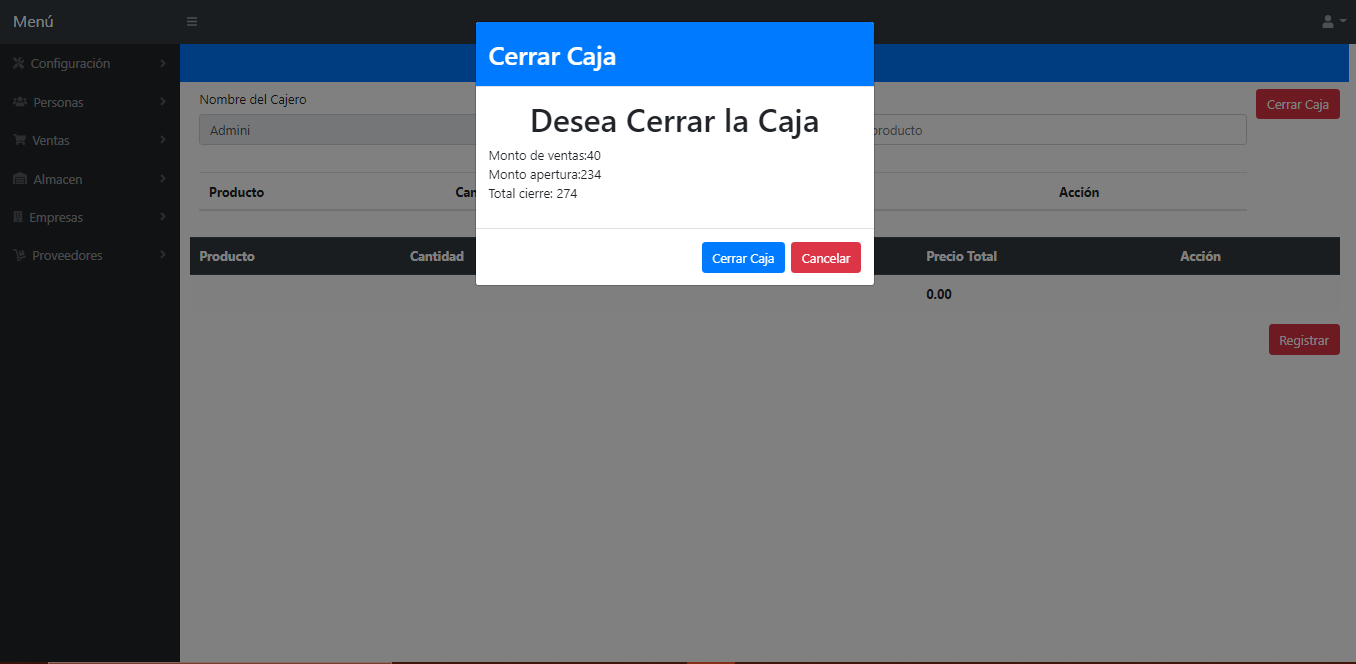 Menú
Configuración
Personas
Ventas
Almacen
Empresas
Proveedores
Cerrar Caja
Desea Cerrar la Caja
Monto de ventas:40
Monto apertura:234
Total cierre: 274
Cerrar Caja Cancelar
Nombre del Cajero
Cerrar Caja
Admini producto
Producto Acción
Producto Cantidad Precio Total Acción
0.00
Registrar